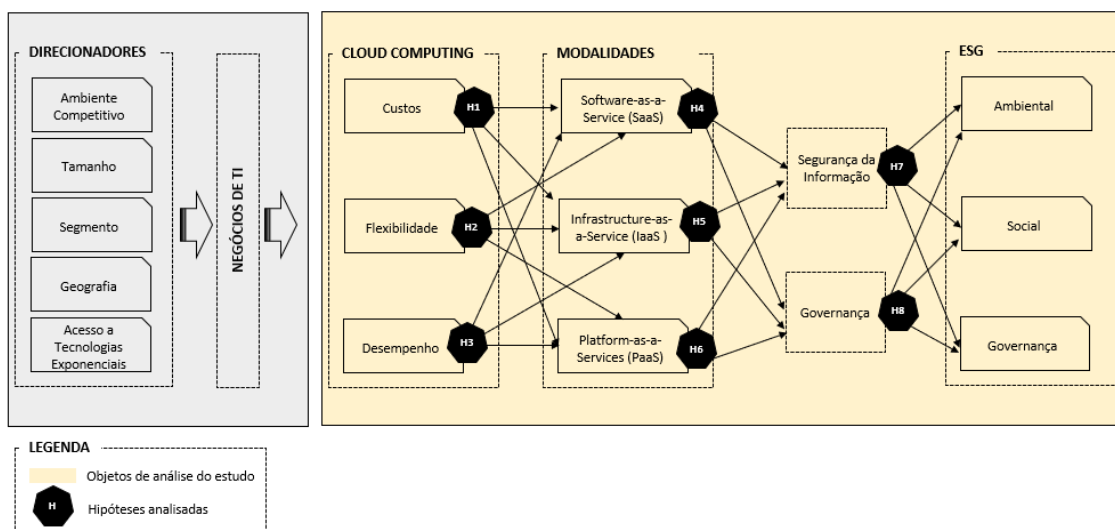 DIRECIONADORES
Ambiente
Competitivo
Tamanho
Segmento
Geografia
Acesso a
Tecnologias
Exponenciais
NEGÓCIOS DE TI
CLOUD COMPUTING
Custos
H1
Flexibilidade
H2
Desempenho
H3
MODALIDADES
Software-as-a-
Service (SaaS)
H4
Infrastructure-as-
a-Service (IaaS )
H5
Platform-as-a-
Services (PaaS)
H6
Segurança da
Informação
H7
Governança
H8
ESG
Ambiental
Social
Governança
LEGENDA
Objetos de análise do estudo
H
Hipóteses analisadas